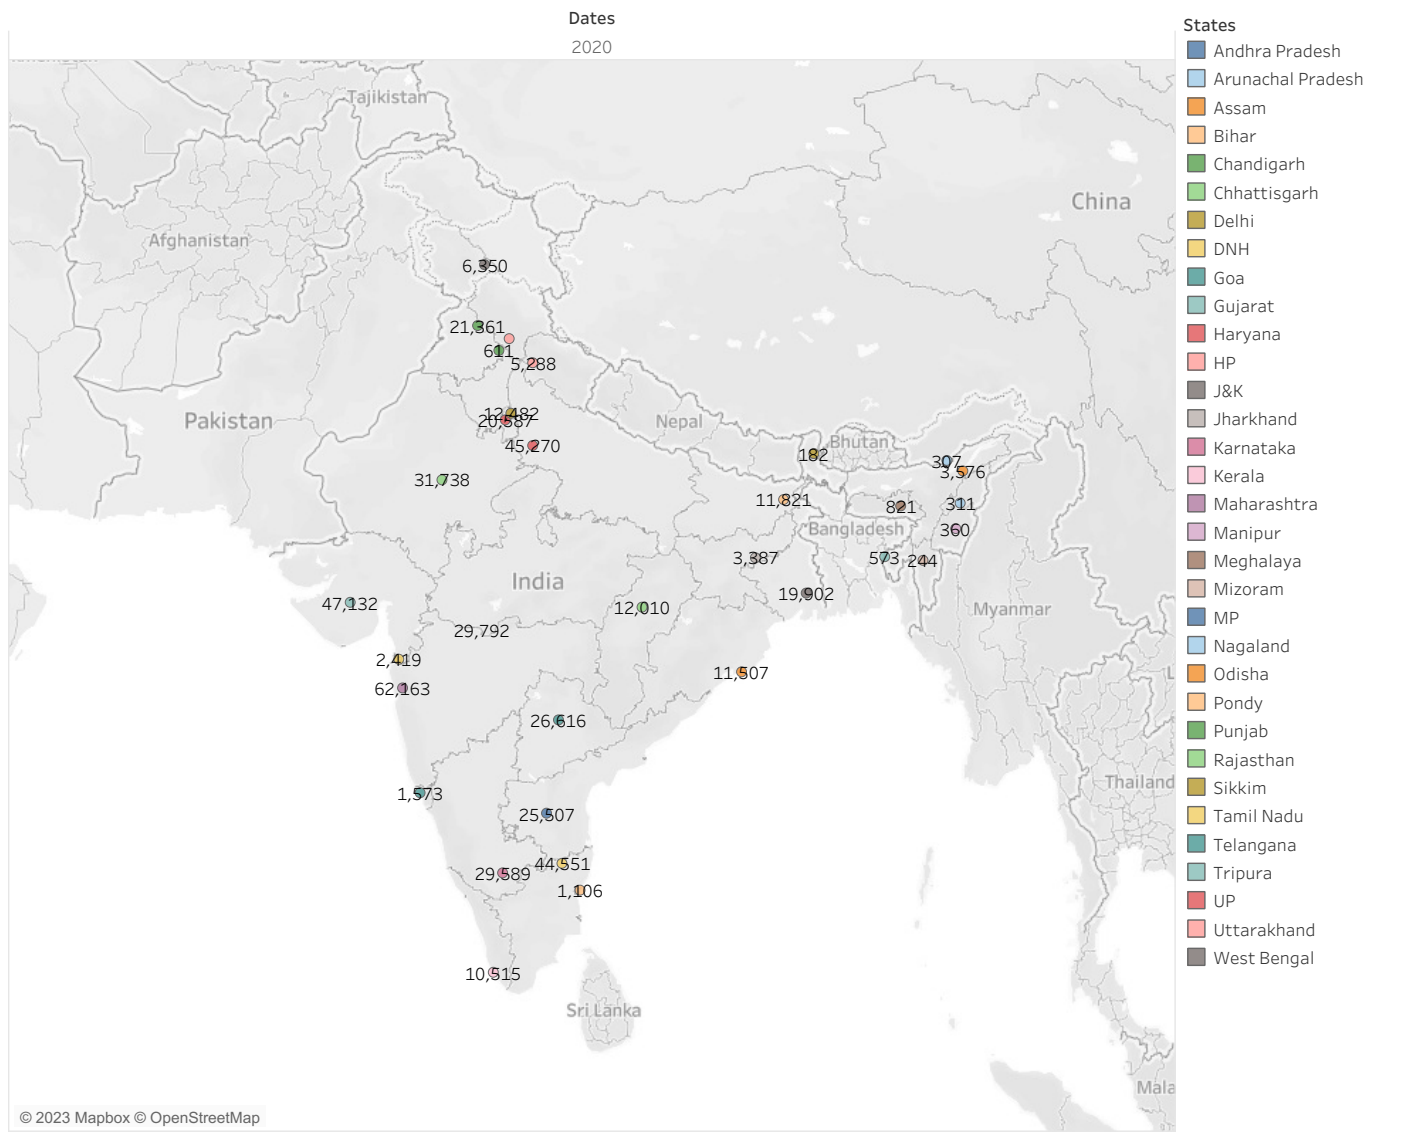 Dates
2020
Tajikistan
China
Afghanistan
6,350
21,361
611
5,288
Pakistan
12,482
20,587
Nepal
Bhutan
45,270
182
307
3,576
31,738
11,821
821
311
Bangladesh
360
3,387
573
244
India
19,902
47,132
12,010
Myanmar
29,792
2,419
11,507
62,163
26,616
Thailand
1,573
25,507
44,551
29,589
1,106
10,515
Sri Lanka
Mala
© 2023 Mapbox © OpenStreetMap
States
Andhra Pradesh
Arunachal Pradesh
Assam
Bihar
Chandigarh
Chhattisgarh
Delhi
DNH
Goa
Gujarat
Haryana
HP
J&K
Jharkhand
Karnataka
Kerala
Maharashtra
Manipur
Meghalaya
Mizoram
MP
Nagaland
Odisha
Pondy
Punjab
Rajasthan
Sikkim
Tamil Nadu
Telangana
Tripura
UP
Uttarakhand
West Bengal